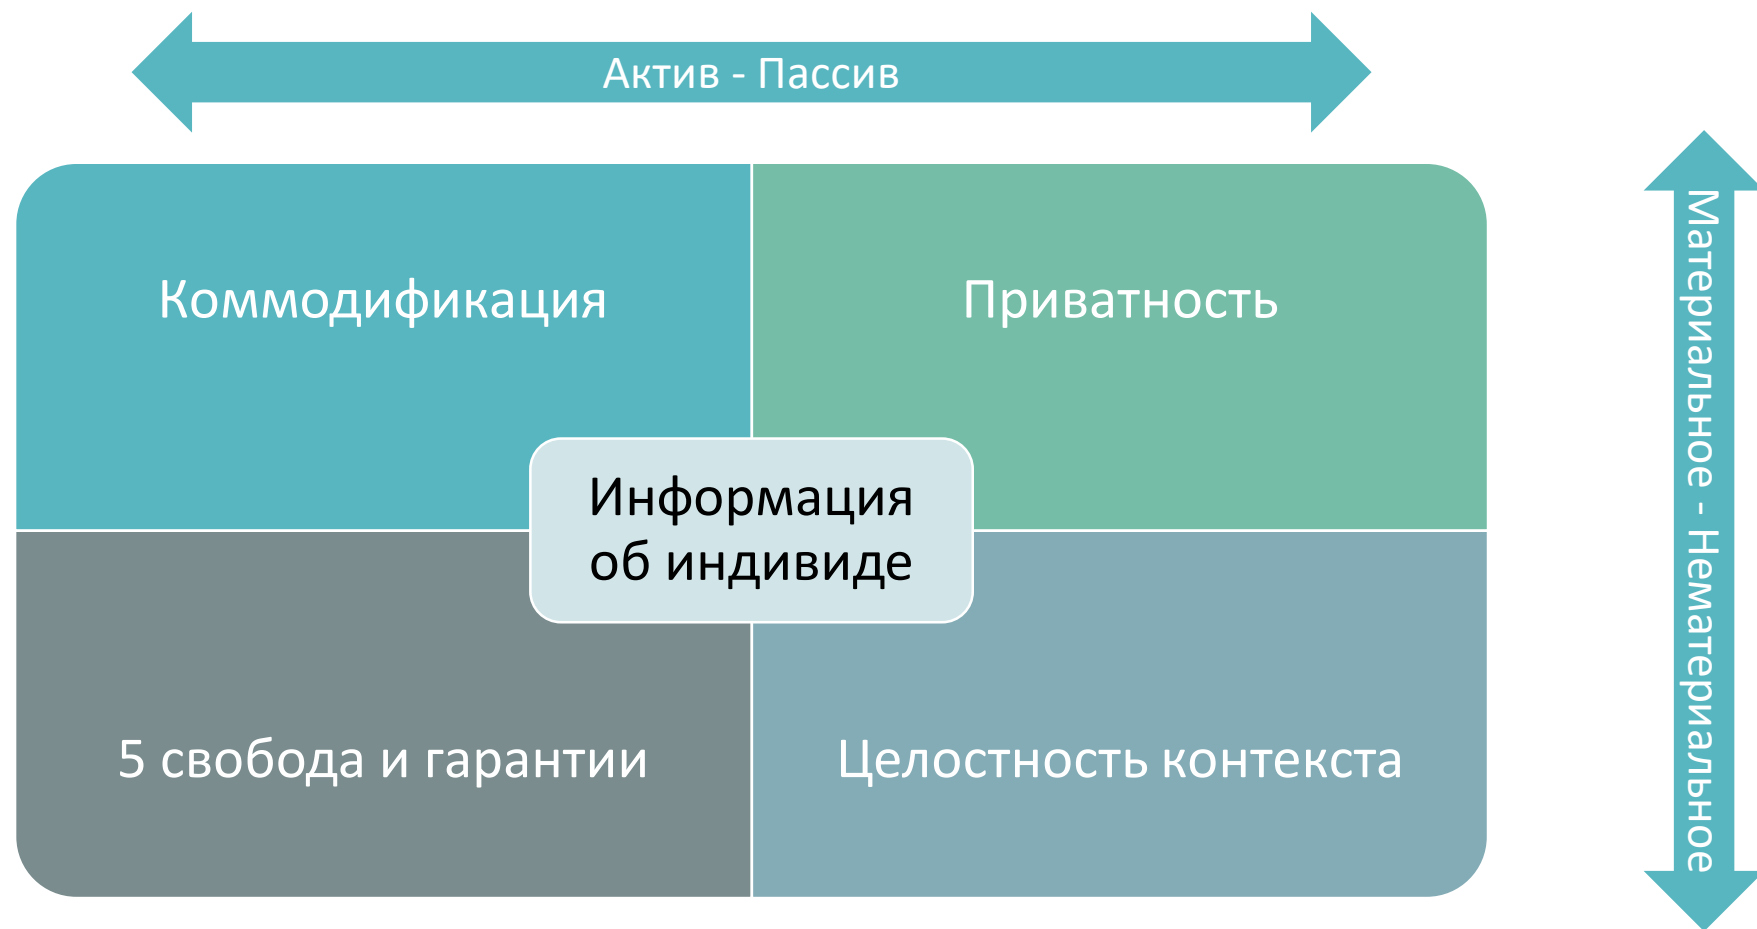 Актив - Пассив
Коммодификация
Приватность
Информация
об индивиде
5 свобода и гарантии
Целостность контекста
Материальное - Нематериальное